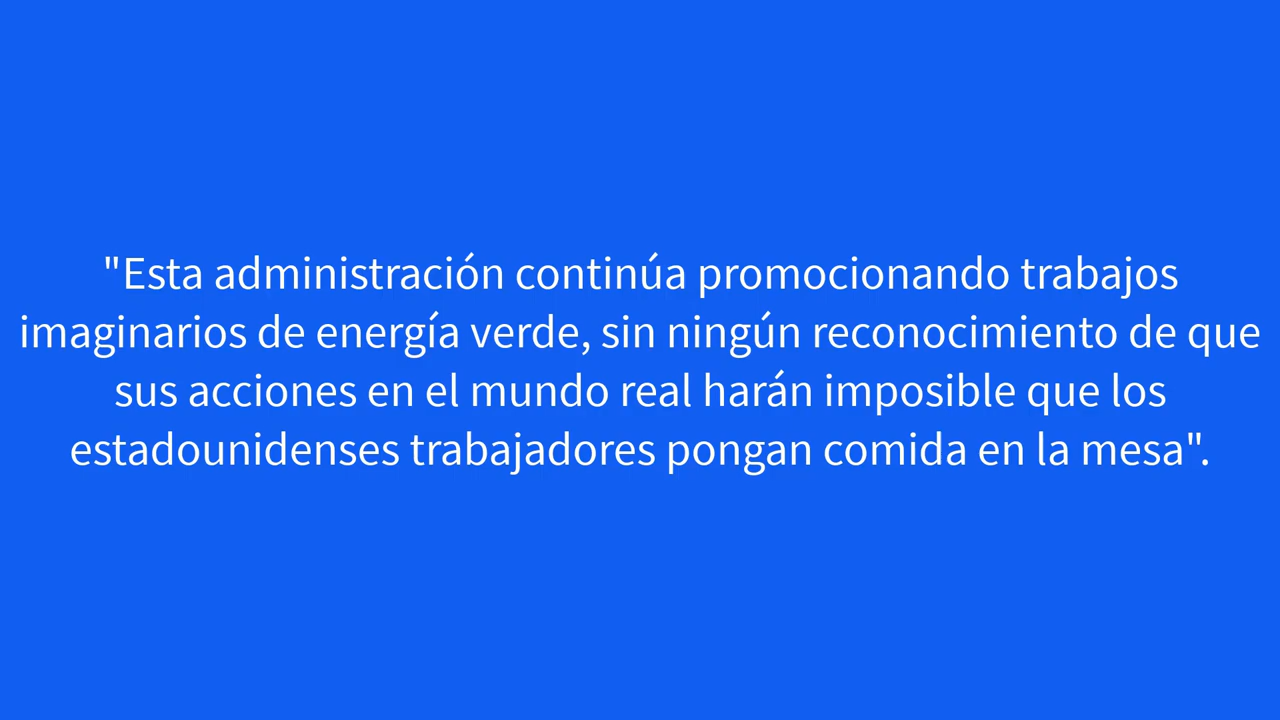 "Esta administración continúa promocionando trabajos
imaginarios de energía verde, sin ningún reconocimiento de que
sus acciones en el mundo real harán imposible que los
estadounidenses trabajadores pongan comida en la mesa".